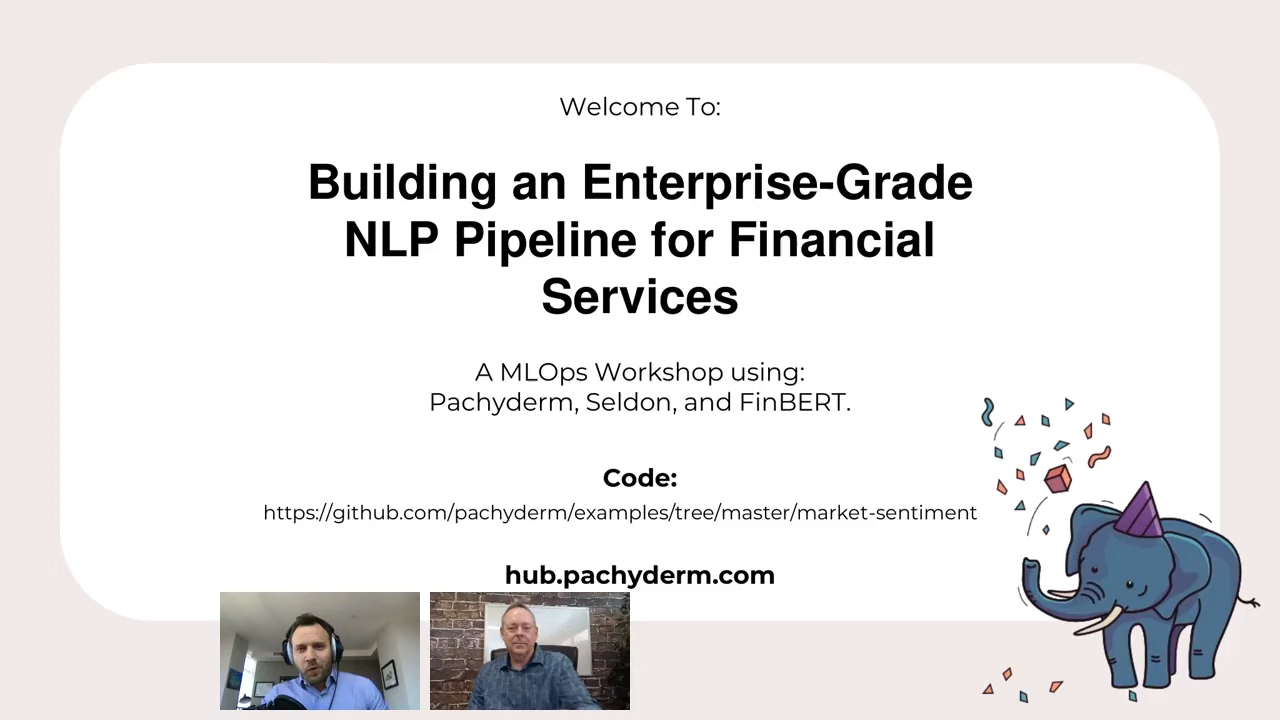 Welcome To:
Building an Enterprise-Grade
NLP Pipeline for Financial
Services
A MLOps Workshop using:
Pachyderm, Seldon, and FinBERT.
Code:
https://github.com/pachyderm/examples/tree/master/market-sentiment
hub.pachyderm.com